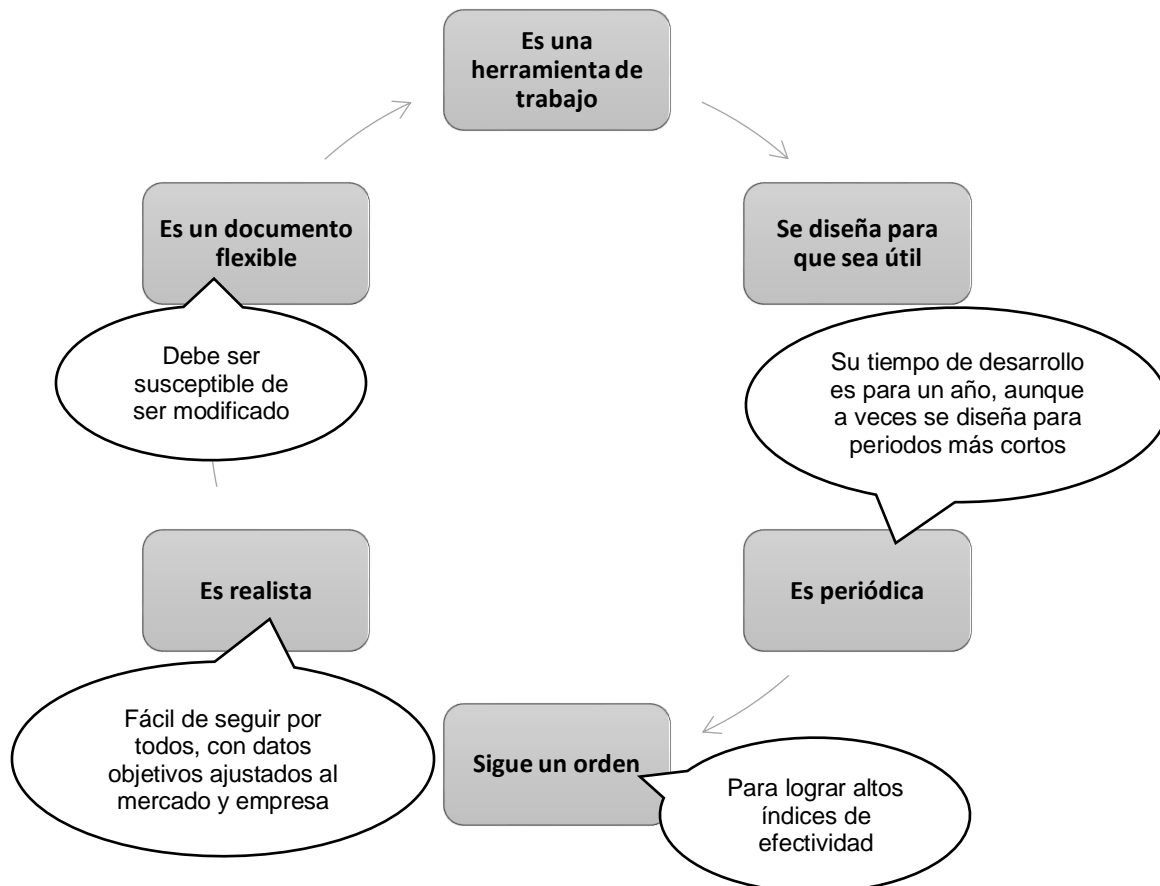 Es una
herramienta de
trabajo
Se diseña para
que sea útil
Su tiempo de desarrollo
es para un año, aunque
a veces se diseña para
periodos más cortos
Es periódica
Sigue un orden
Para lograr altos
índices de
efectividad
Es realista
Fácil de seguir por
todos, con datos
objetivos ajustados al
mercado y empresa
Es un documento
flexible
Debe ser
susceptible de
ser modificado